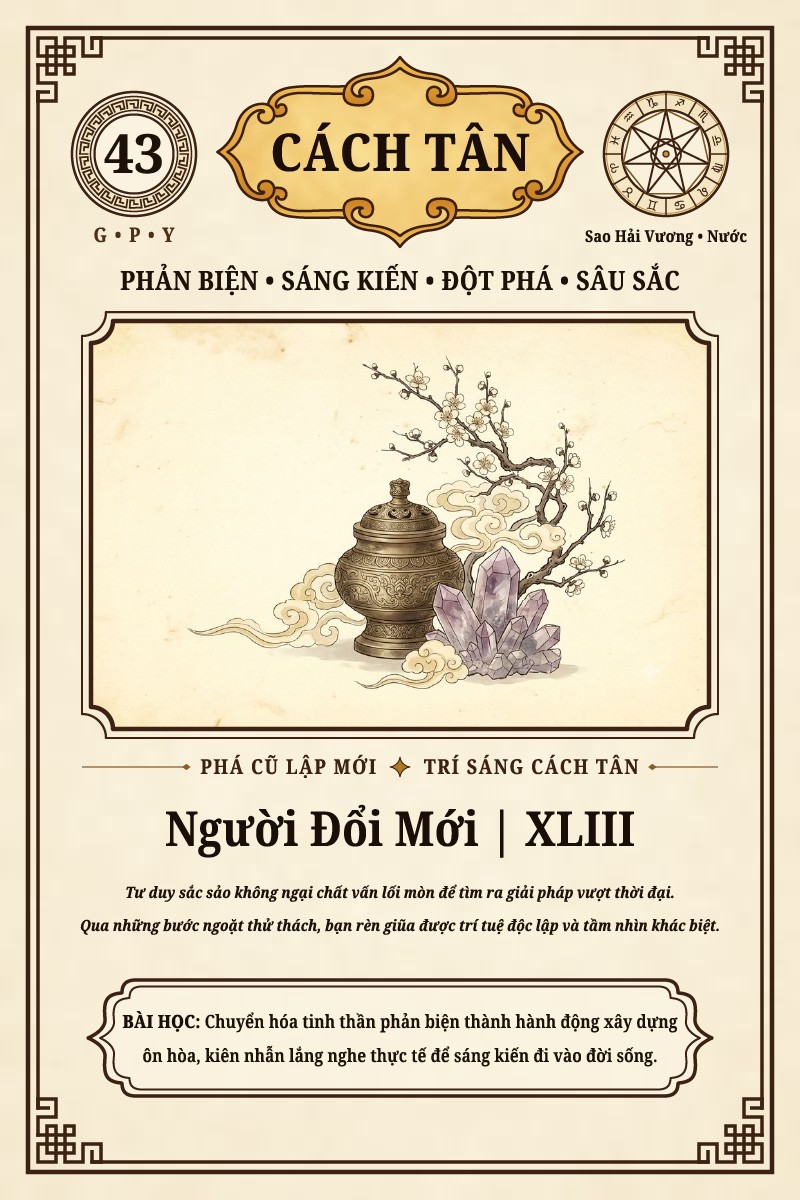 43
CÁCH TÂN
G • P • Y
Sao Hải Vương • Nước
PHẢN BIỆN • SÁNG KIẾN • ĐỘT PHÁ • SÂU SẮC
PHÁ CŨ LẬP MỚI ✦ TRÍ SÁNG CÁCH TÂN
Người Đổi Mới | XLIII
Tư duy sắc sảo không ngại chất vấn lối mòn để tìm ra giải pháp vượt thời đại.
Qua những bước ngoặt thử thách, bạn rèn giũa được trí tuệ độc lập và tầm nhìn khác biệt.
BÀI HỌC: Chuyển hóa tinh thần phản biện thành hành động xây dựng
ôn hòa, kiên nhẫn lắng nghe thực tế để sáng kiến đi vào đời sống.